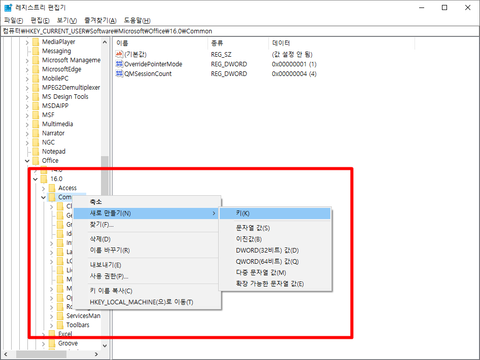 레지스트리 편집기
파일(F) 편집(E) 보기(V) 즐겨찾기(A) 도움말(H)
컴퓨터₩HKEY_CURRENT_USER₩Software₩Microsoft₩Office₩16.0₩Common
이름 종류 데이터
(기본값) REG_SZ (값 설정 안 됨)
OverridePointerMode REG_DWORD 0x00000001 (1)
QMSessionCount REG_DWORD 0x00000004 (4)
MediaPlayer
Messaging
Microsoft Manageme
MicrosoftEdge
MobilePC
MPEG2Demultiplexer
MS Design Tools
MSDAIPP
MSF
Multimedia
Narrator
NGC
Notepad
Office
14.0
16.0
Access
Com
축소
새로 만들기(N)
찾기(F)...
삭제(D)
이름 바꾸기(R)
내보내기(E)
사용 권한(P)...
키 이름 복사(C)
HKEY_LOCAL_MACHINE(으)로 이동(T)
키(K)
문자열 값(S)
이진값(B)
DWORD(32비트) 값(D)
QWORD(64비트) 값(Q)
다중 문자열 값(M)
확장 가능한 문자열 값(E)
ServicesMan
Toolbars
Excel
Groove